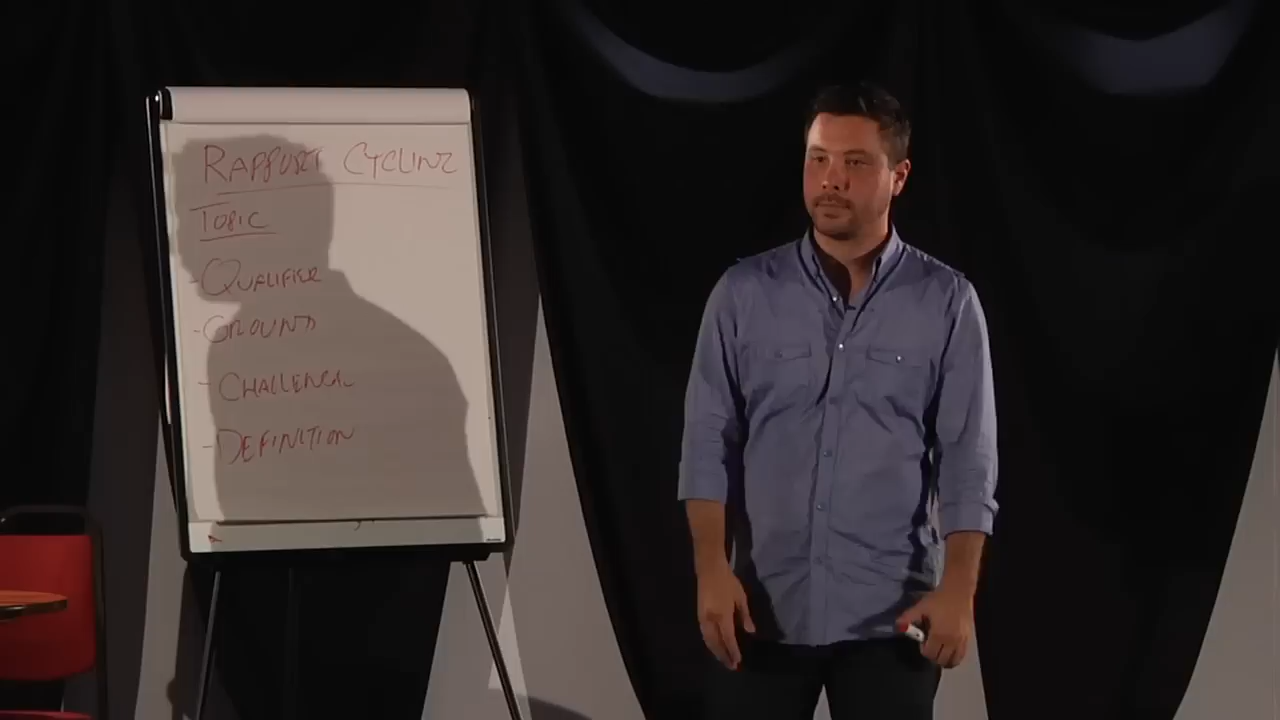 RAPPORT CYCLING
TOPIC
- QUALIFIER
- GROUND
- CHALLENGE
- DEFINITION